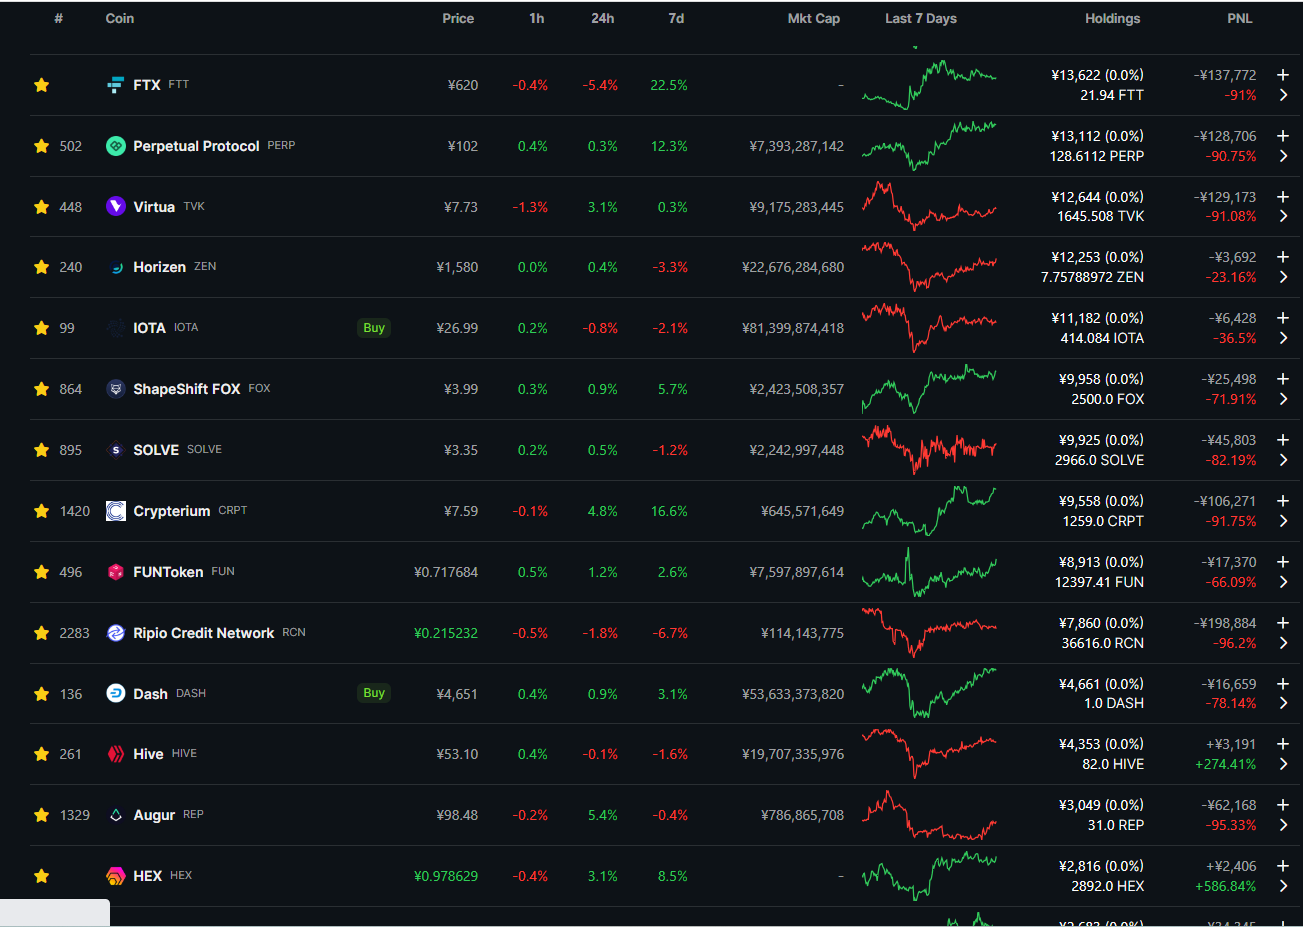 # Coin Price 1h 24h 7d Mkt Cap Last 7 Days Holdings PNL
FTX FTT ¥620 -0.4% -5.4% 22.5% - ¥13,622 (0.0%) -¥137,772
21.94 FTT -91%
502 Perpetual Protocol PERP ¥102 0.4% 0.3% 12.3% ¥7,393,287,142 ¥13,112 (0.0%) -¥128,706
128.6112 PERP -90.75%
448 Virtua TVK ¥7.73 -1.3% 3.1% 0.3% ¥9,175,283,445 ¥12,644 (0.0%) -¥129,173
1645.508 TVK -91.08%
240 Horizen ZEN ¥1,580 0.0% 0.4% -3.3% ¥22,676,284,680 ¥12,253 (0.0%) -¥3,692
7.75788972 ZEN -23.16%
99 IOTA IOTA Buy ¥26.99 0.2% -0.8% -2.1% ¥81,399,874,418 ¥11,182 (0.0%) -¥6,428
414.084 IOTA -36.5%
864 ShapeShift FOX FOX ¥3.99 0.3% 0.9% 5.7% ¥2,423,508,357 ¥9,958 (0.0%) -¥25,498
2500.0 FOX -71.91%
895 SOLVE SOLVE ¥3.35 0.2% 0.5% -1.2% ¥2,242,997,448 ¥9,925 (0.0%) -¥45,803
2966.0 SOLVE -82.19%
1420 Crypterium CRPT ¥7.59 -0.1% 4.8% 16.6% ¥645,571,649 ¥9,558 (0.0%) -¥106,271
1259.0 CRPT -91.75%
496 FUNToken FUN ¥0.717684 0.5% 1.2% 2.6% ¥7,597,897,614 ¥8,913 (0.0%) -¥17,370
12397.41 FUN -66.09%
2283 Ripio Credit Network RCN ¥0.215232 -0.5% -1.8% -6.7% ¥114,143,775 ¥7,860 (0.0%) -¥198,884
36616.0 RCN -96.2%
136 Dash DASH Buy ¥4,651 0.4% 0.9% 3.1% ¥53,633,373,820 ¥4,661 (0.0%) -¥16,659
1.0 DASH -78.14%
261 Hive HIVE ¥53.10 0.4% -0.1% -1.6% ¥19,707,335,976 ¥4,353 (0.0%) +¥3,191
82.0 HIVE +274.41%
1329 Augur REP ¥98.48 -0.2% 5.4% -0.4% ¥786,865,708 ¥3,049 (0.0%) -¥62,168
31.0 REP -95.33%
HEX HEX ¥0.978629 -0.4% 3.1% 8.5% - ¥2,816 (0.0%) +¥2,406
2892.0 HEX +586.84%